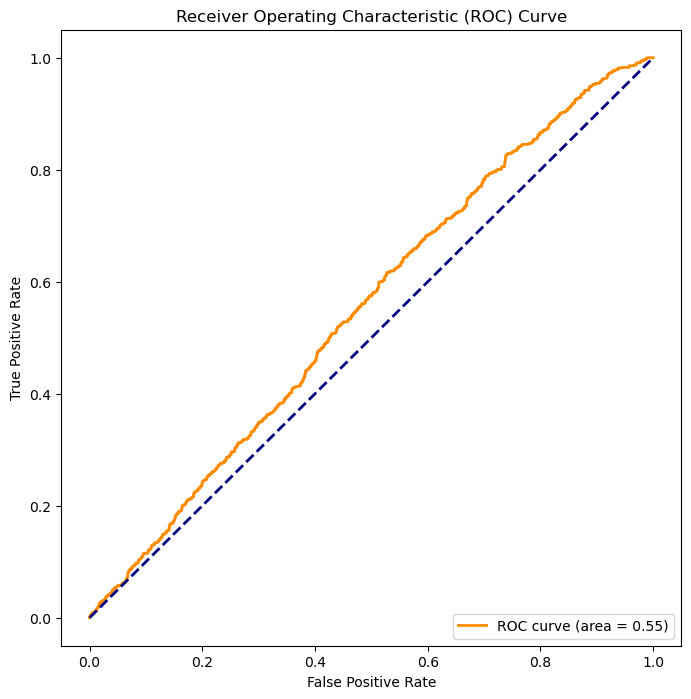 Receiver Operating Characteristic (ROC) Curve
True Positive Rate
1.0
0.8
0.6
0.4
0.2
0.0
ROC curve (area = 0.55)
0.0 0.2 0.4 0.6 0.8 1.0
False Positive Rate